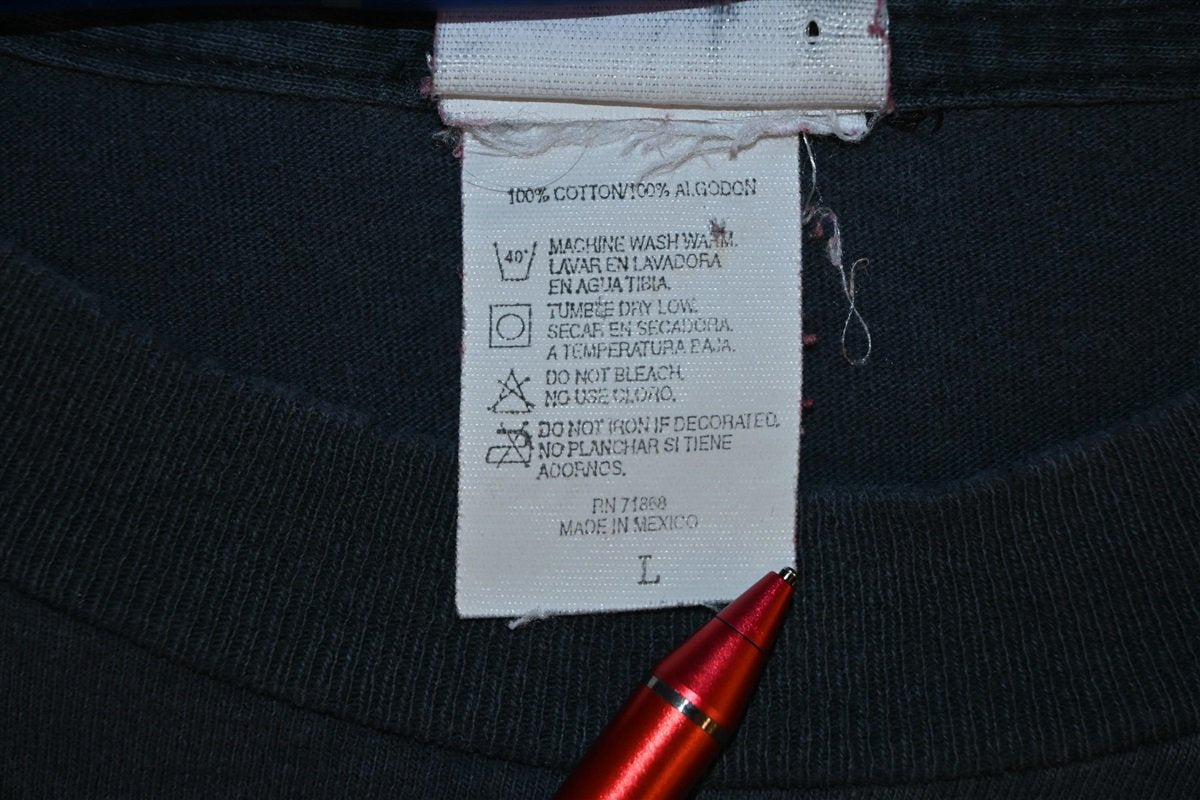 100% COTTON/100% ALGODON
40°
MACHINE WASH WARM.
LAVAR EN LAVADORA
EN AGUA TIBIA.
TUMBLE DRY LOW.
SECAR EN SECADORA.
A TEMPERATURA BAJA.
DO NOT BLEACH.
NO USE CLORO.
DO NOT IRON IF DECORATED.
NO PLANCHAR SI TIENE
ADORNOS.
RN 71868
MADE IN MEXICO
L